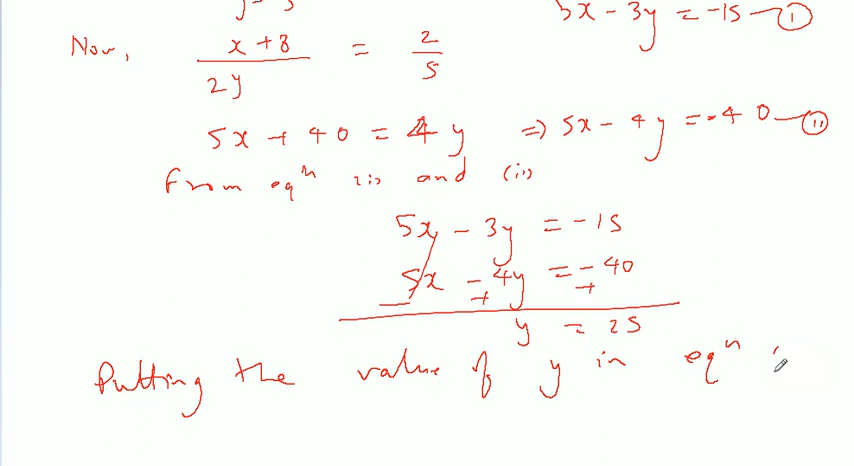 5x - 3y = -15 — (i)
Now, x + 8 / 2y = 2 / 5
5x + 40 = 4y => 5x - 4y = -40 — (ii)
From eqⁿ (i) and (ii)
5x - 3y = -15
5x - 4y = -40
- + +
y = 25
Putting the value of y in eqⁿ